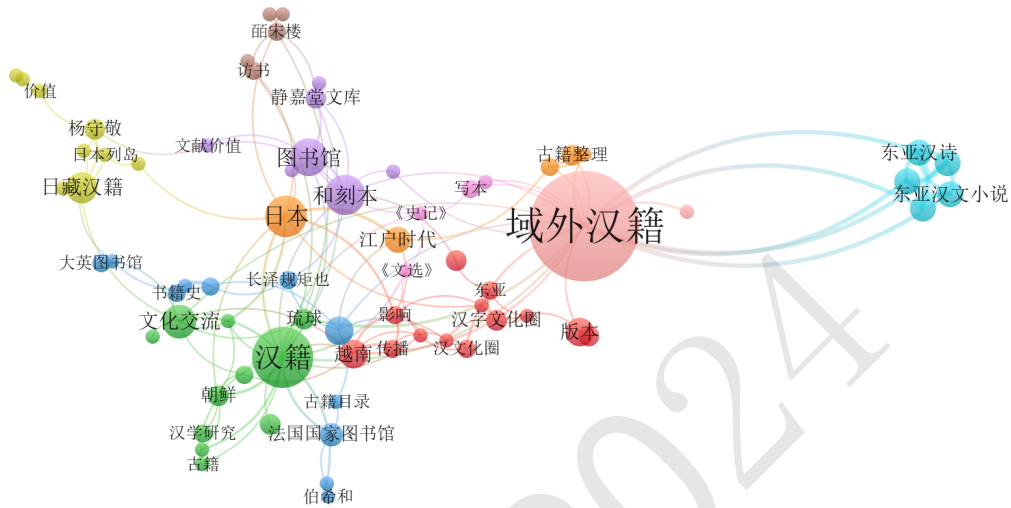 皕宋楼
访书
价值
静嘉堂文库
杨守敬
文献价值
日本列岛
图书馆
古籍整理
东亚汉诗
日藏汉籍
和刻本
写本
东亚汉文小说
日本
《史记》
域外汉籍
江户时代
大英图书馆
《文选》
书籍史
长泽规矩也
东亚
文化交流
琉球
影响
汉字文化圈
版本
汉籍
越南
传播
汉文化圈
朝鲜
古籍目录
汉学研究
法国国家图书馆
古籍
伯希和
2024